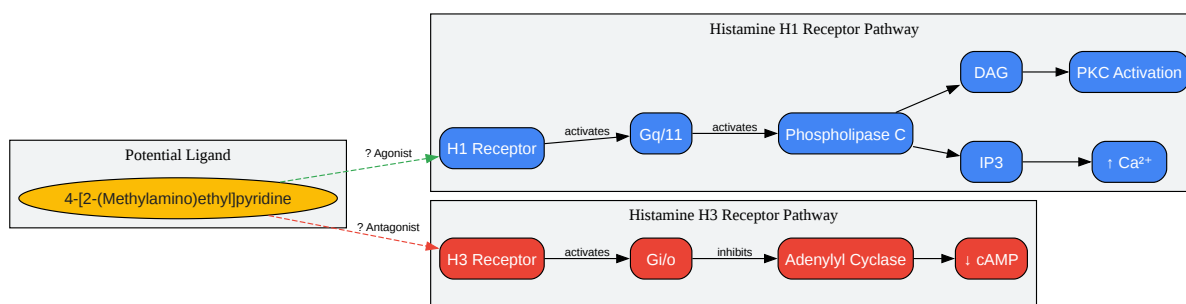 Histamine H1 Receptor Pathway
DAG
PKC Activation
activates
activates
H1 Receptor
Gq/11
Phospholipase C
IP3
↑ Ca²⁺
Potential Ligand
4-[2-(Methylamino)ethyl]pyridine
? Agonist
? Antagonist
Histamine H3 Receptor Pathway
H3 Receptor
activates
Gi/o
inhibits
Adenylyl Cyclase
↓ cAMP